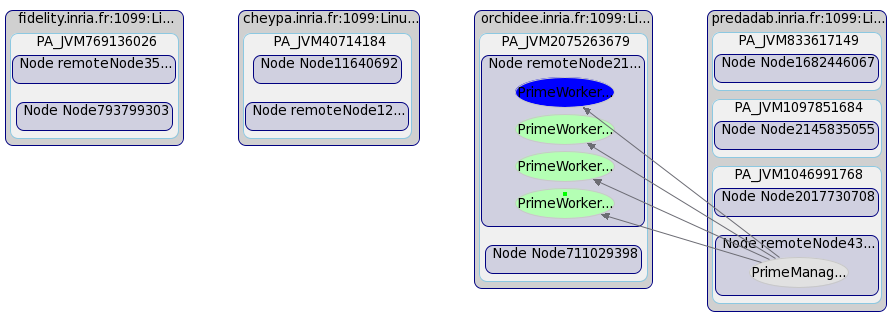 fidelity.inria.fr:1099:Li...
PA_JVM769136026
Node remoteNode35...
Node Node793799303
cheypa.inria.fr:1099:Linu...
PA_JVM40714184
Node Node11640692
Node remoteNode12...
orchidee.inria.fr:1099:Li...
PA_JVM2075263679
Node remoteNode21...
PrimeWorker...
PrimeWorker...
PrimeWorker...
PrimeWorker...
Node Node711029398
predadab.inria.fr:1099:Li...
PA_JVM833617149
Node Node1682446067
PA_JVM1097851684
Node Node2145835055
PA_JVM1046991768
Node Node2017730708
Node remoteNode43...
PrimeManag...